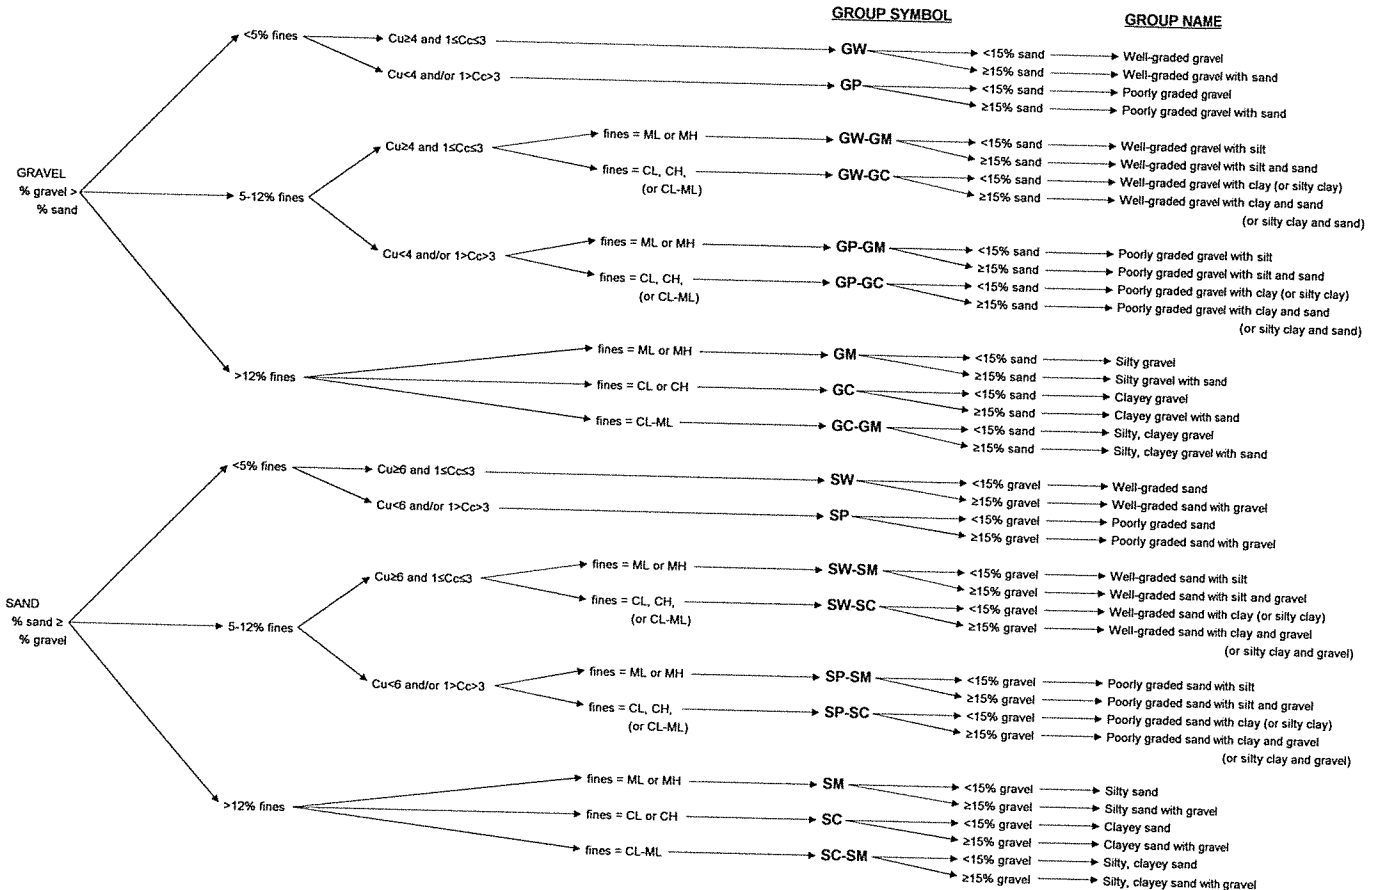 GROUP SYMBOL GROUP NAME
<5% fines Cu≥4 and 1≤Cc≤3 GW <15% sand Well-graded gravel
≥15% sand Well-graded gravel with sand
Cu<4 and/or 1>Cc>3 GP <15% sand Poorly graded gravel
≥15% sand Poorly graded gravel with sand
GRAVEL
% gravel >
% sand
5-12% fines Cu≥4 and 1≤Cc≤3 fines = ML or MH GW-GM <15% sand Well-graded gravel with silt
≥15% sand Well-graded gravel with silt and sand
fines = CL, CH, GW-GC <15% sand Well-graded gravel with clay (or silty clay)
(or CL-ML) ≥15% sand Well-graded gravel with clay and sand
(or silty clay and sand)
Cu<4 and/or 1>Cc>3 fines = ML or MH GP-GM <15% sand Poorly graded gravel with silt
≥15% sand Poorly graded gravel with silt and sand
fines = CL, CH, GP-GC <15% sand Poorly graded gravel with clay (or silty clay)
(or CL-ML) ≥15% sand Poorly graded gravel with clay and sand
(or silty clay and sand)
>12% fines fines = ML or MH GM <15% sand Silty gravel
≥15% sand Silty gravel with sand
fines = CL or CH GC <15% sand Clayey gravel
≥15% sand Clayey gravel with sand
fines = CL-ML GC-GM <15% sand Silty, clayey gravel
≥15% sand Silty, clayey gravel with sand
<5% fines Cu≥6 and 1≤Cc≤3 SW <15% gravel Well-graded sand
≥15% gravel Well-graded sand with gravel
Cu<6 and/or 1>Cc>3 SP <15% gravel Poorly graded sand
≥15% gravel Poorly graded sand with gravel
SAND
% sand ≥
% gravel
5-12% fines Cu≥6 and 1≤Cc≤3 fines = ML or MH SW-SM <15% gravel Well-graded sand with silt
≥15% gravel Well-graded sand with silt and gravel
fines = CL, CH, SW-SC <15% gravel Well-graded sand with clay (or silty clay)
(or CL-ML) ≥15% gravel Well-graded sand with clay and gravel
(or silty clay and gravel)
Cu<6 and/or 1>Cc>3 fines = ML or MH SP-SM <15% gravel Poorly graded sand with silt
≥15% gravel Poorly graded sand with silt and gravel
fines = CL, CH, SP-SC <15% gravel Poorly graded sand with clay (or silty clay)
(or CL-ML) ≥15% gravel Poorly graded sand with clay and gravel
(or silty clay and gravel)
>12% fines fines = ML or MH SM <15% gravel Silty sand
≥15% gravel Silty sand with gravel
fines = CL or CH SC <15% gravel Clayey sand
≥15% gravel Clayey sand with gravel
fines = CL-ML SC-SM <15% gravel Silty, clayey sand
≥15% gravel Silty, clayey sand with gravel